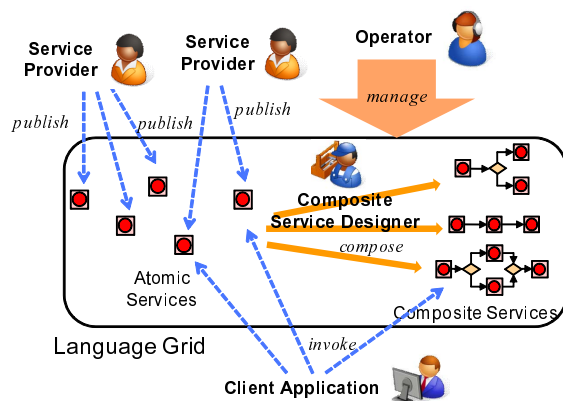 Service
Provider
Service
Provider
Operator
publish
publish
publish
manage
Composite
Service Designer
compose
Atomic
Services
Composite Services
invoke
Language Grid
Client Application